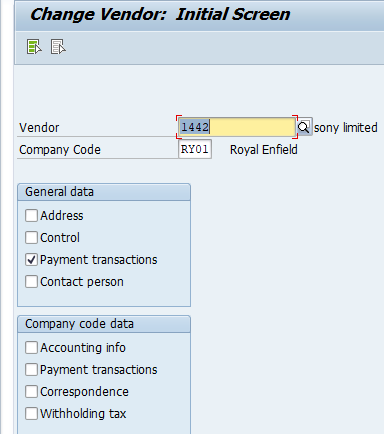 Change Vendor: Initial Screen
Vendor 1442 sony limited
Company Code RY01 Royal Enfield
General data
Address
Control
Payment transactions
Contact person
Company code data
Accounting info
Payment transactions
Correspondence
Withholding tax